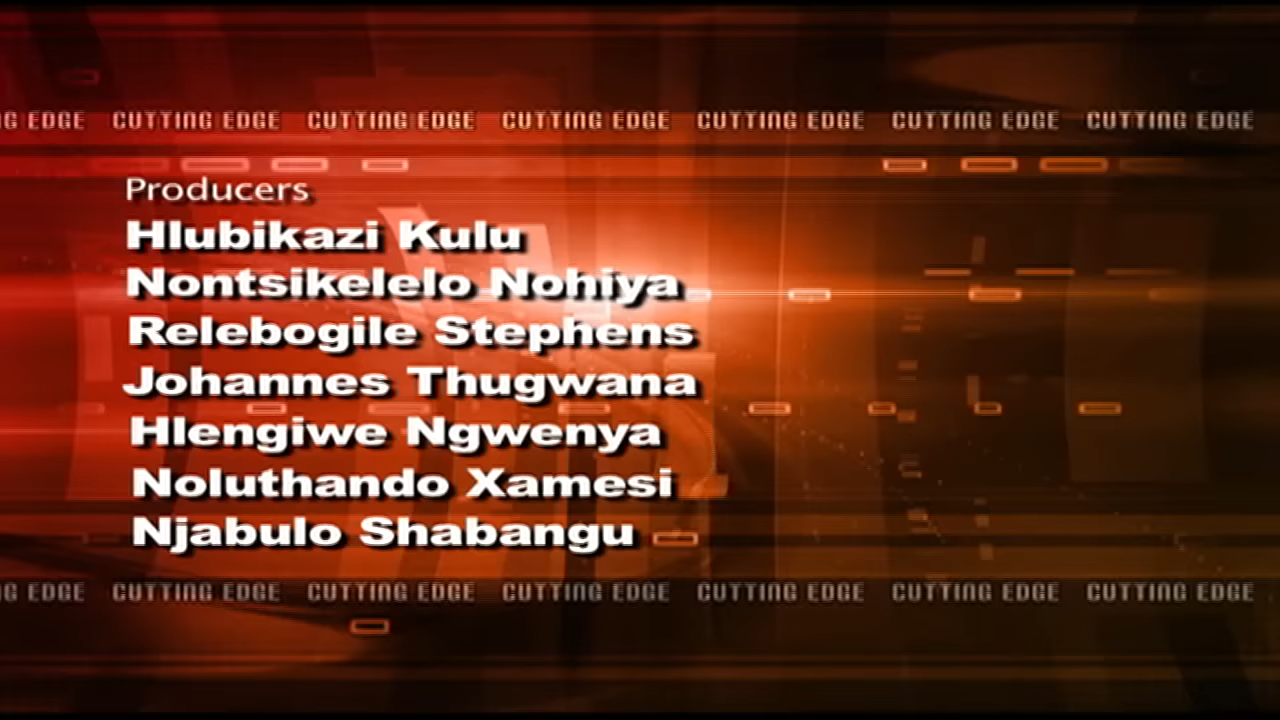 G EDGE CUTTING EDGE CUTTING EDGE CUTTING EDGE CUTTING EDGE CUTTING EDGE CUTTING EDGE
Producers
Hlubikazi Kulu
Nontsikelelo Nohiya
Relebogile Stephens
Johannes Thugwana
Hlengiwe Ngwenya
Noluthando Xamesi
Njabulo Shabangu
G EDGE CUTTING EDGE CUTTING EDGE CUTTING EDGE CUTTING EDGE CUTTING EDGE CUTTING EDGE